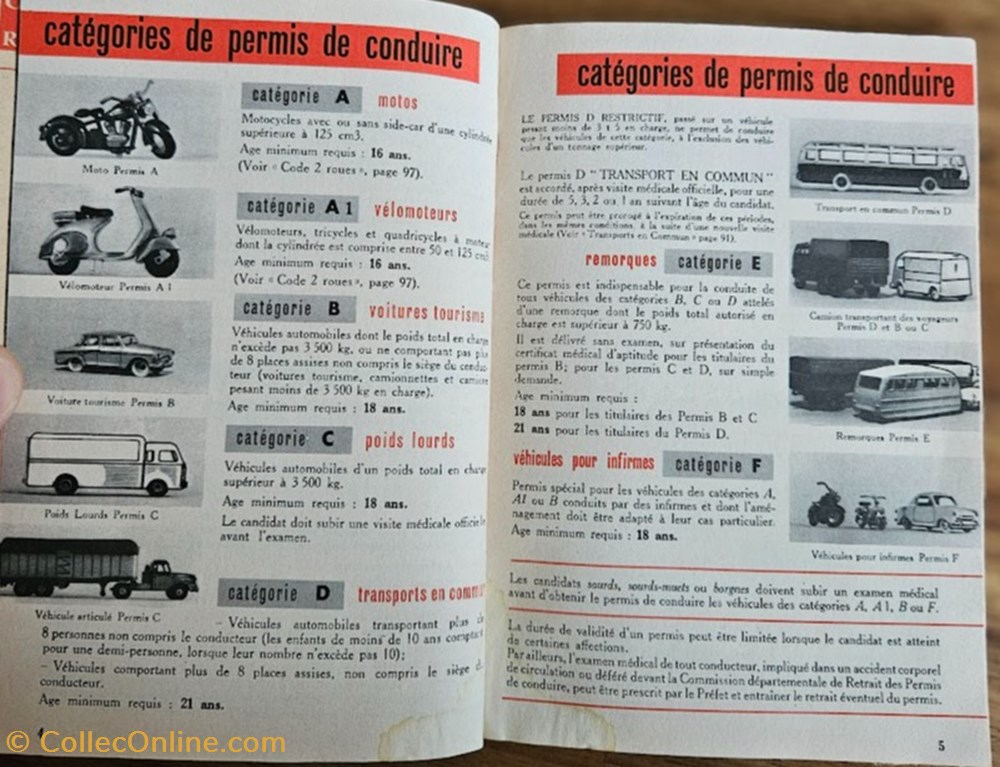 C
R
catégories de permis de conduire
Moto Permis A
catégorie A motos
Motocycles avec ou sans side-car d'une cylindrée
supérieure à 125 cm3.
Age minimum requis : 16 ans.
(Voir « Code 2 roues », page 97).
Vélomoteur Permis A 1
catégorie A 1 vélomoteurs
Vélomoteurs, tricycles et quadricycles à moteur
dont la cylindrée est comprise entre 50 et 125 cm3
Age minimum requis : 16 ans.
(Voir « Code 2 roues », page 97).
Voiture tourisme Permis B
catégorie B voitures tourisme
Véhicules automobiles dont le poids total en charge
n'excède pas 3 500 kg, ou ne comportant pas plus
de 8 places assises non compris le siège du conduc-
teur (voitures tourisme, camionnettes et camions
pesant moins de 3 500 kg en charge).
Age minimum requis : 18 ans.
Poids Lourds Permis C
catégorie C poids lourds
Véhicules automobiles d'un poids total en charge
supérieur à 3 500 kg.
Age minimum requis : 18 ans.
Le candidat doit subir une visite médicale officielle
avant l'examen.
Véhicule articulé Permis C
catégorie D transports en commun
- Véhicules automobiles transportant plus de
8 personnes non compris le conducteur (les enfants de moins de 10 ans comptant
pour une demi-personne, lorsque leur nombre n'excède pas 10);
- Véhicules comportant plus de 8 places assises, non compris le siège du
conducteur.
Age minimum requis : 21 ans.
4
catégories de permis de conduire
LE PERMIS D RESTRICTIF, passé sur un véhicule
pesant moins de 3 t 5 en charge, ne permet de conduire
que les véhicules de cette catégorie, à l'exclusion des véhi-
cules d'un tonnage supérieur.
Le permis D "TRANSPORT EN COMMUN"
est accordé, après visite médicale officielle, pour une
durée de 5, 3, 2 ou 1 an suivant l'âge du candidat.
Ce permis peut être prorogé à l'expiration de ces périodes,
dans les mêmes conditions, à la suite d'une nouvelle visite
médicale (Voir « Transports en Commun » page 91).
Transport en commun Permis D
remorques catégorie E
Ce permis est indispensable pour la conduite de
tous véhicules des catégories B, C ou D attelés
d'une remorque dont le poids total autorisé en
charge est supérieur à 750 kg.
Il est délivré sans examen, sur présentation du
certificat médical d'aptitude pour les titulaires du
permis B; pour les permis C et D, sur simple
demande.
Age minimum requis :
18 ans pour les titulaires des Permis B et C
21 ans pour les titulaires du Permis D.
Camion transportant des voyageurs
Permis D et B ou C
Remorques Permis E
véhicules pour infirmes catégorie F
Permis spécial pour les véhicules des catégories A,
A1 ou B conduits par des infirmes et dont l'amé-
nagement doit être adapté à leur cas particulier.
Age minimum requis : 18 ans.
Véhicules pour infirmes Permis F
Les candidats sourds, sourds-muets ou borgnes doivent subir un examen médical
avant d'obtenir le permis de conduire les véhicules des catégories A, A1, B ou F.
La durée de validité d'un permis peut être limitée lorsque le candidat est atteint
de certaines affections.
Par ailleurs, l'examen médical de tout conducteur, impliqué dans un accident corporel
de circulation ou déféré devant la Commission départementale de Retrait des Permis
de conduire, peut être prescrit par le Préfet et entrainer le retrait éventuel du permis.
5
© CollecOnline.com